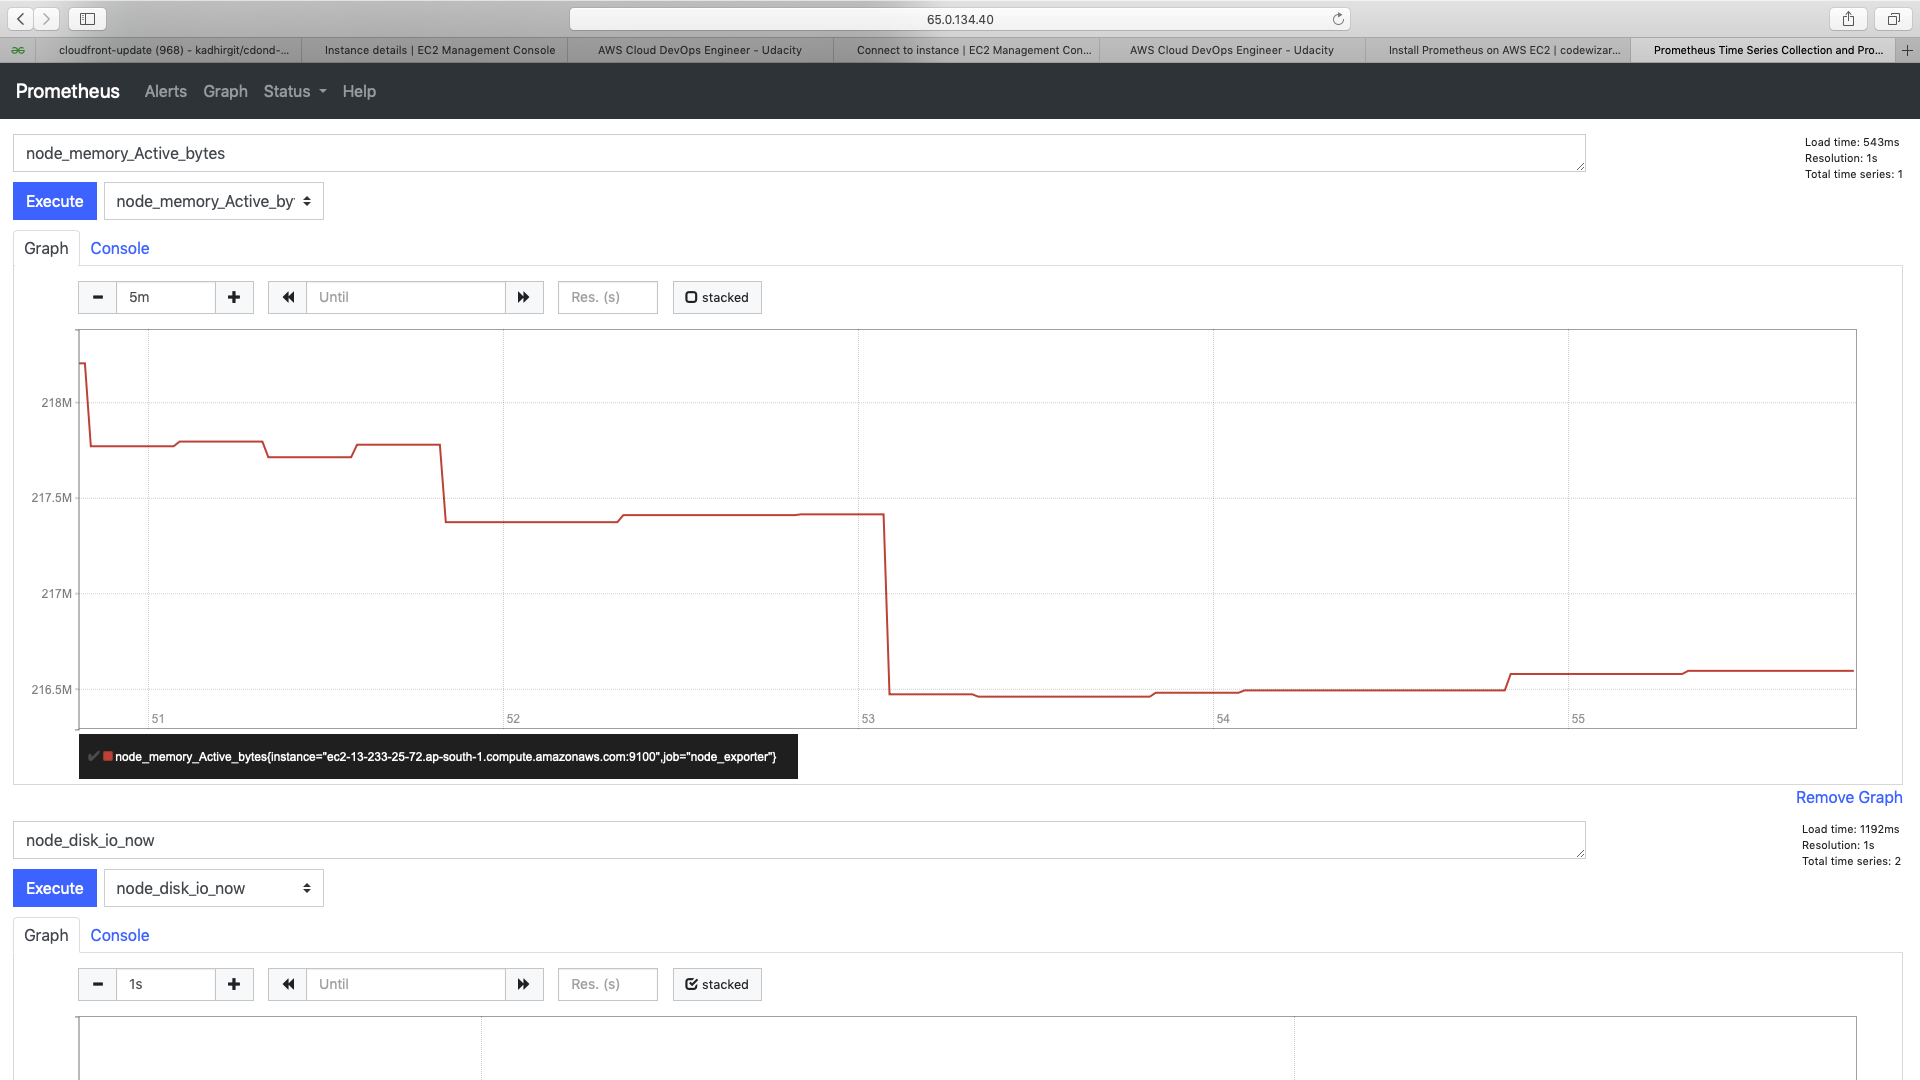 65.0.134.40
cloudfront-update (968) - kadhirgit/cdond-...
Instance details | EC2 Management Console
AWS Cloud DevOps Engineer - Udacity
Connect to instance | EC2 Management Con...
AWS Cloud DevOps Engineer - Udacity
Install Prometheus on AWS EC2 | codewizar...
Prometheus Time Series Collection and Pro...
Prometheus Alerts Graph Status Help
node_memory_Active_bytes
Load time: 543ms
Resolution: 1s
Total time series: 1
Execute node_memory_Active_by
Graph Console
5m Until Res. (s) stacked
218M
217.5M
217M
216.5M
51 52 53 54 55
node_memory_Active_bytes{instance="ec2-13-233-25-72.ap-south-1.compute.amazonaws.com:9100",job="node_exporter"}
Remove Graph
node_disk_io_now
Load time: 1192ms
Resolution: 1s
Total time series: 2
Execute node_disk_io_now
Graph Console
1s Until Res. (s) stacked